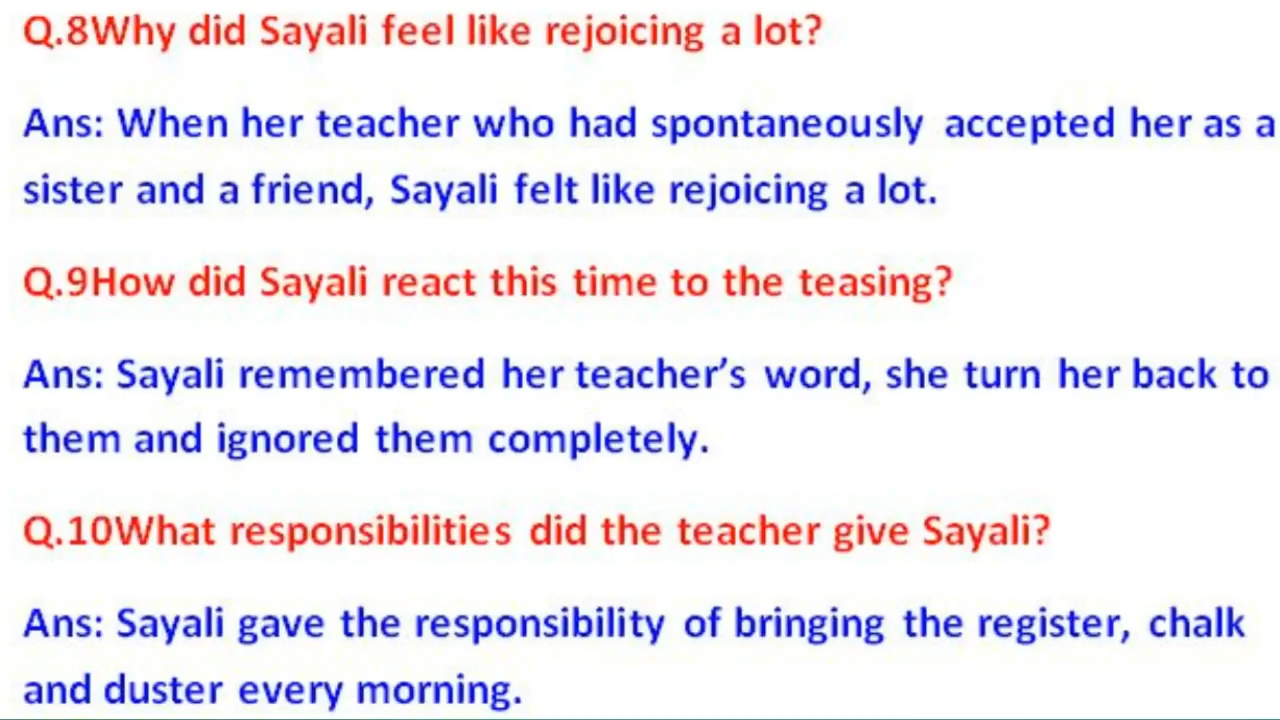 Q.8Why did Sayali feel like rejoicing a lot?
Ans: When her teacher who had spontaneously accepted her as a
sister and a friend, Sayali felt like rejoicing a lot.
Q.9How did Sayali react this time to the teasing?
Ans: Sayali remembered her teacher’s word, she turn her back to
them and ignored them completely.
Q.10What responsibilities did the teacher give Sayali?
Ans: Sayali gave the responsibility of bringing the register, chalk
and duster every morning.